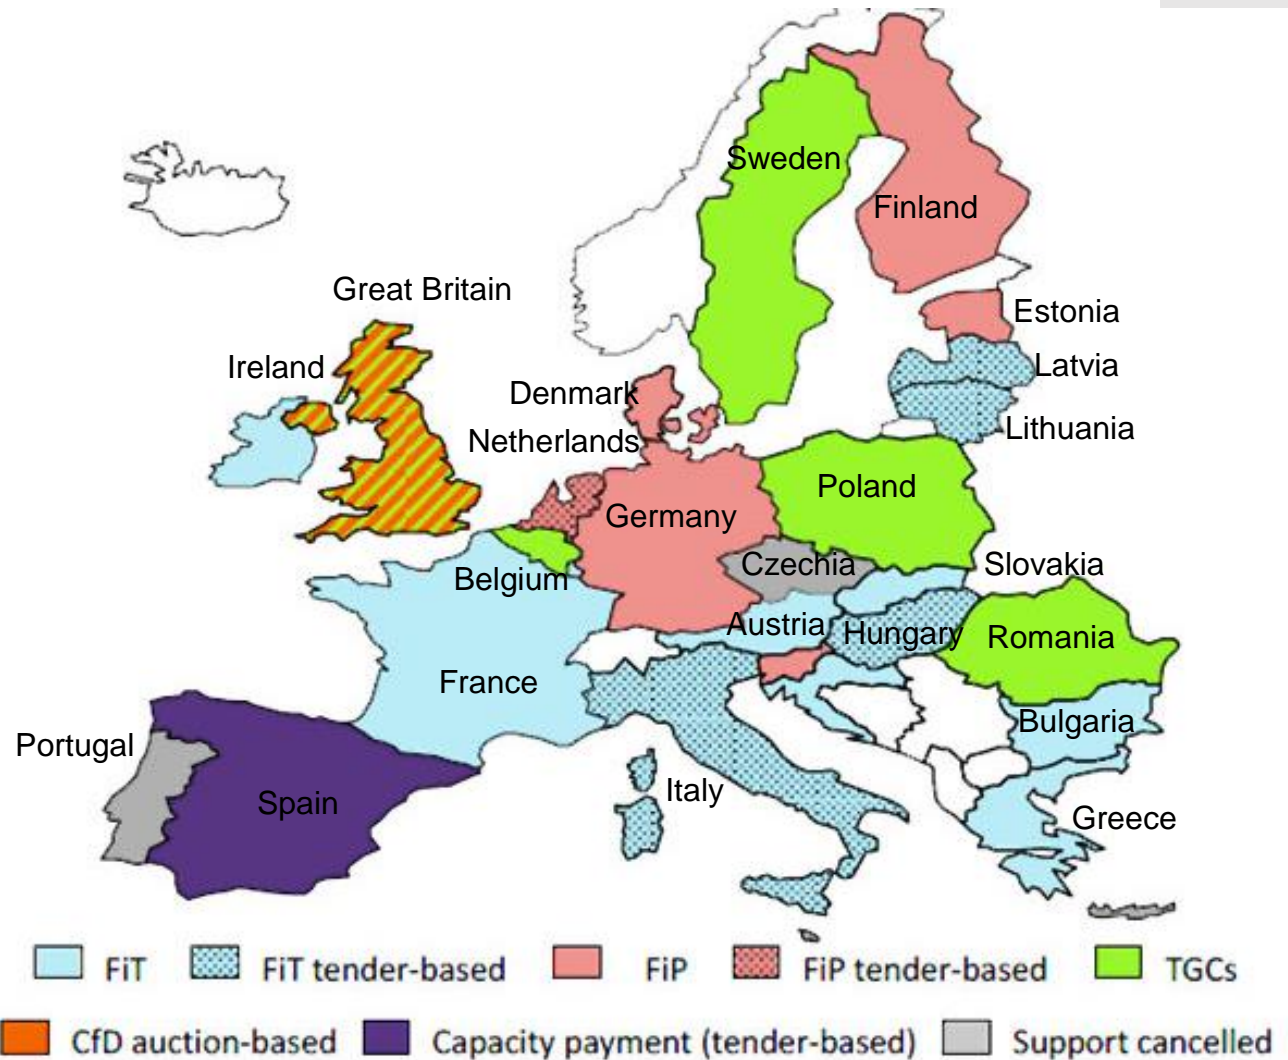 Sweden
Finland
Great Britain
Estonia
Ireland
Latvia
Denmark
Lithuania
Netherlands
Poland
Germany
Czechia
Slovakia
Belgium
Austria
Hungary
Romania
France
Bulgaria
Portugal
Italy
Spain
Greece
FiT FiT tender-based FiP FiP tender-based TGCs
CfD auction-based Capacity payment (tender-based) Support cancelled